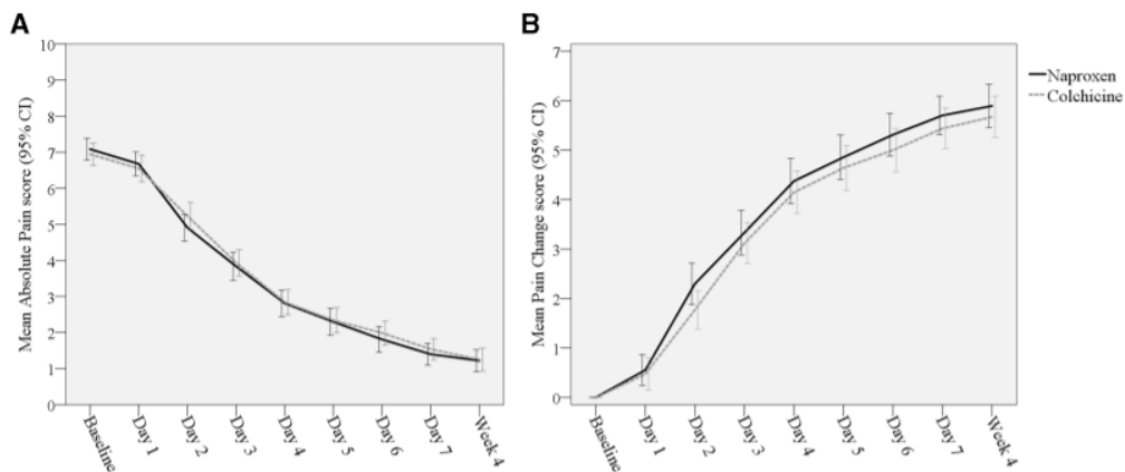 A
Mean Absolute Pain score (95% CI)
10
9
8
7
6
5
4
3
2
1
0
Baseline
Day 1
Day 2
Day 3
Day 4
Day 5
Day 6
Day 7
Week 4
B
Mean Pain Change score (95% CI)
7
6
5
4
3
2
1
0
Baseline
Day 1
Day 2
Day 3
Day 4
Day 5
Day 6
Day 7
Week 4
Naproxen
Colchicine